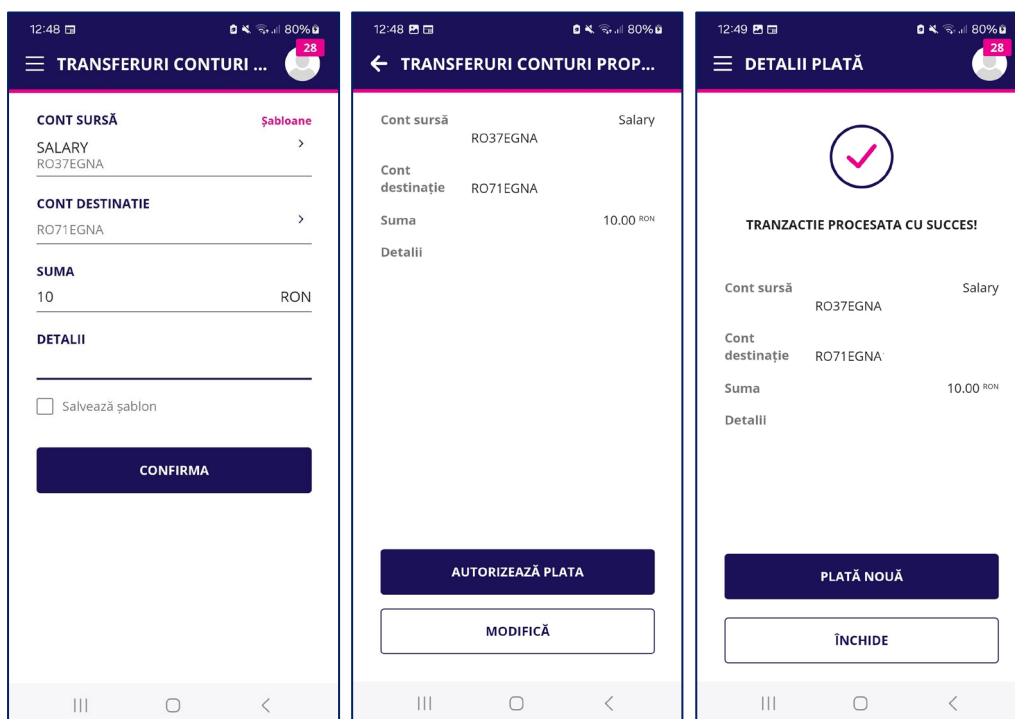 12:48
80%
28
TRANSFERURI CONTURI ...
CONT SURSĂ
Șabloane
SALARY
RO37EGNA
CONT DESTINATIE
RO71EGNA
SUMA
10 RON
DETALII
Salvează șablon
CONFIRMA
12:48
80%
TRANSFERURI CONTURI PROP...
Cont sursă Salary
RO37EGNA
Cont
destinație RO71EGNA
Suma 10.00 RON
Detalii
AUTORIZEAZĂ PLATA
MODIFICĂ
12:49
80%
28
DETALII PLATĂ
TRANZACTIE PROCESATA CU SUCCES!
Cont sursă Salary
RO37EGNA
Cont
destinație RO71EGNA
Suma 10.00 RON
Detalii
PLATĂ NOUĂ
ÎNCHIDE